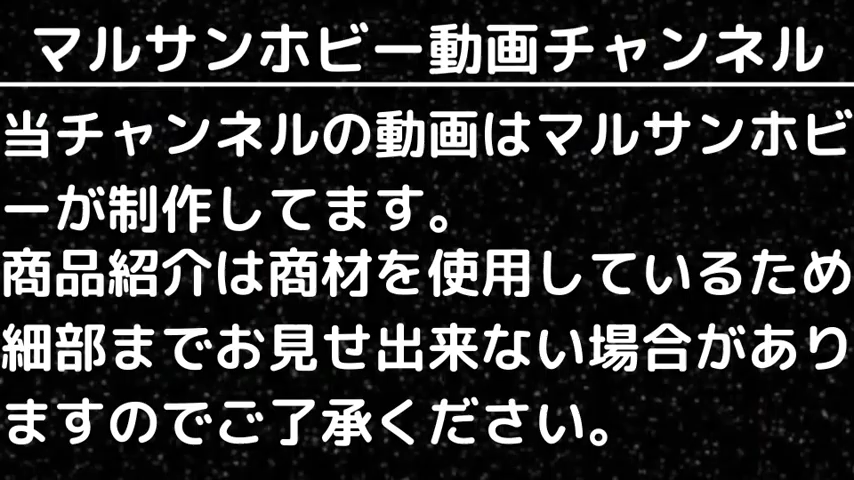 マルサンホビー動画チャンネル
当チャンネルの動画はマルサンホビ
ーが制作してます。
商品紹介は商材を使用しているため
細部までお見せ出来ない場合があり
ますのでご了承ください。